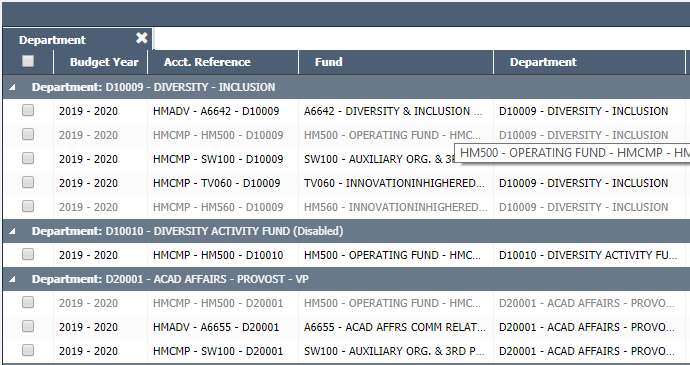 Department ✖
Budget Year Acct. Reference Fund Department
Department: D10009 - DIVERSITY - INCLUSION
2019 - 2020 HMADV - A6642 - D10009 A6642 - DIVERSITY & INCLUSION ... D10009 - DIVERSITY - INCLUSION
2019 - 2020 HMCMP - HM500 - D10009 HM500 - OPERATING FUND - HMC... D10009 - DIVERSITY - INCLUSION
HM500 - OPERATING FUND - HMCMP - HM
2019 - 2020 HMCMP - SW100 - D10009 SW100 - AUXILIARY ORG. & 3R
2019 - 2020 HMCMP - TV060 - D10009 TV060 - INNOVATIONINHIGHERED... D10009 - DIVERSITY - INCLUSION
2019 - 2020 HMCMP - HM560 - D10009 HM560 - INNOVATIONINHIGHERED... D10009 - DIVERSITY - INCLUSION
Department: D10010 - DIVERSITY ACTIVITY FUND (Disabled)
2019 - 2020 HMCMP - HM500 - D10010 HM500 - OPERATING FUND - HMC... D10010 - DIVERSITY ACTIVITY FU...
Department: D20001 - ACAD AFFAIRS - PROVOST - VP
2019 - 2020 HMCMP - HM500 - D20001 HM500 - OPERATING FUND - HMC... D20001 - ACAD AFFAIRS - PROVO...
2019 - 2020 HMADV - A6655 - D20001 A6655 - ACAD AFFRS COMM RELAT... D20001 - ACAD AFFAIRS - PROVO...
2019 - 2020 HMCMP - SW100 - D20001 SW100 - AUXILIARY ORG. & 3RD P... D20001 - ACAD AFFAIRS - PROVO...